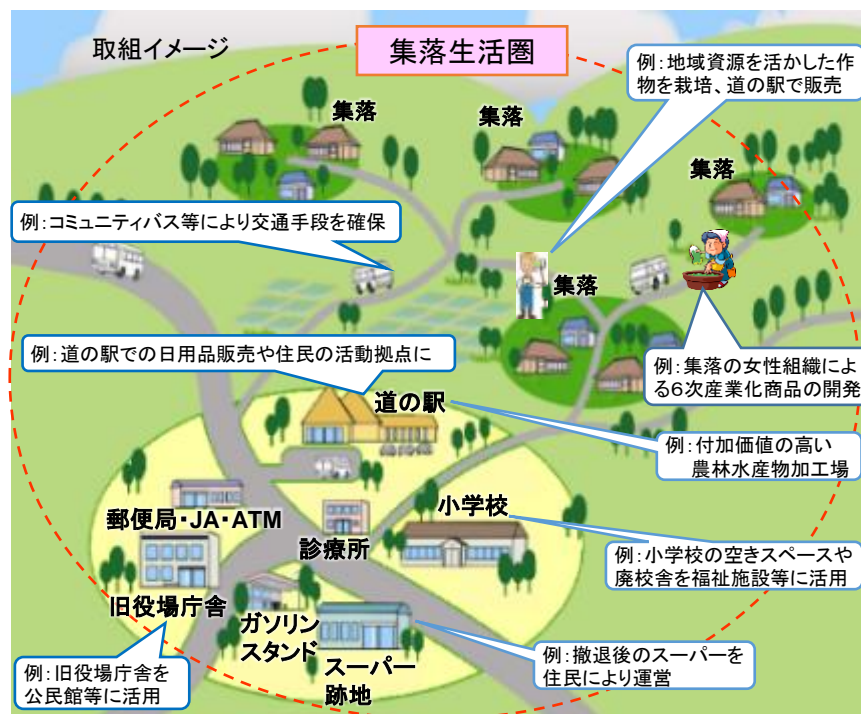 取組イメージ
集落生活圏
例:地域資源を活かした作
物を栽培、道の駅で販売
集落
集落
集落
例:コミュニティバス等により交通手段を確保
集落
例:道の駅での日用品販売や住民の活動拠点に
例:集落の女性組織によ
る6次産業化商品の開発
道の駅
例:付加価値の高い
農林水産物加工場
小学校
郵便局・JA・ATM
診療所
例:小学校の空きスペースや
廃校舎を福祉施設等に活用
旧役場庁舎
ガソリン
スタンド
スーパー
跡地
例:撤退後のスーパーを
住民により運営
例:旧役場庁舎を
公民館等に活用